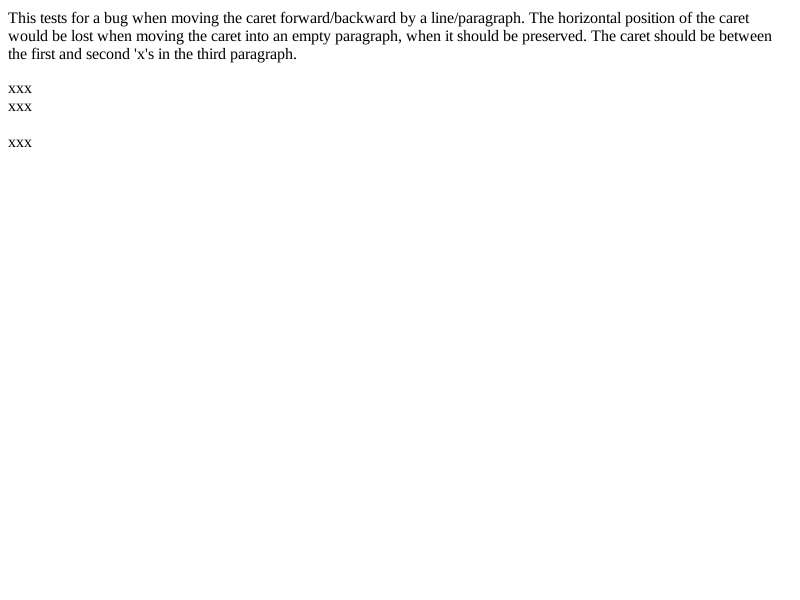 This tests for a bug when moving the caret forward/backward by a line/paragraph. The horizontal position of the caret
would be lost when moving the caret into an empty paragraph, when it should be preserved. The caret should be between
the first and second 'x's in the third paragraph.
xxx
xxx
xxx